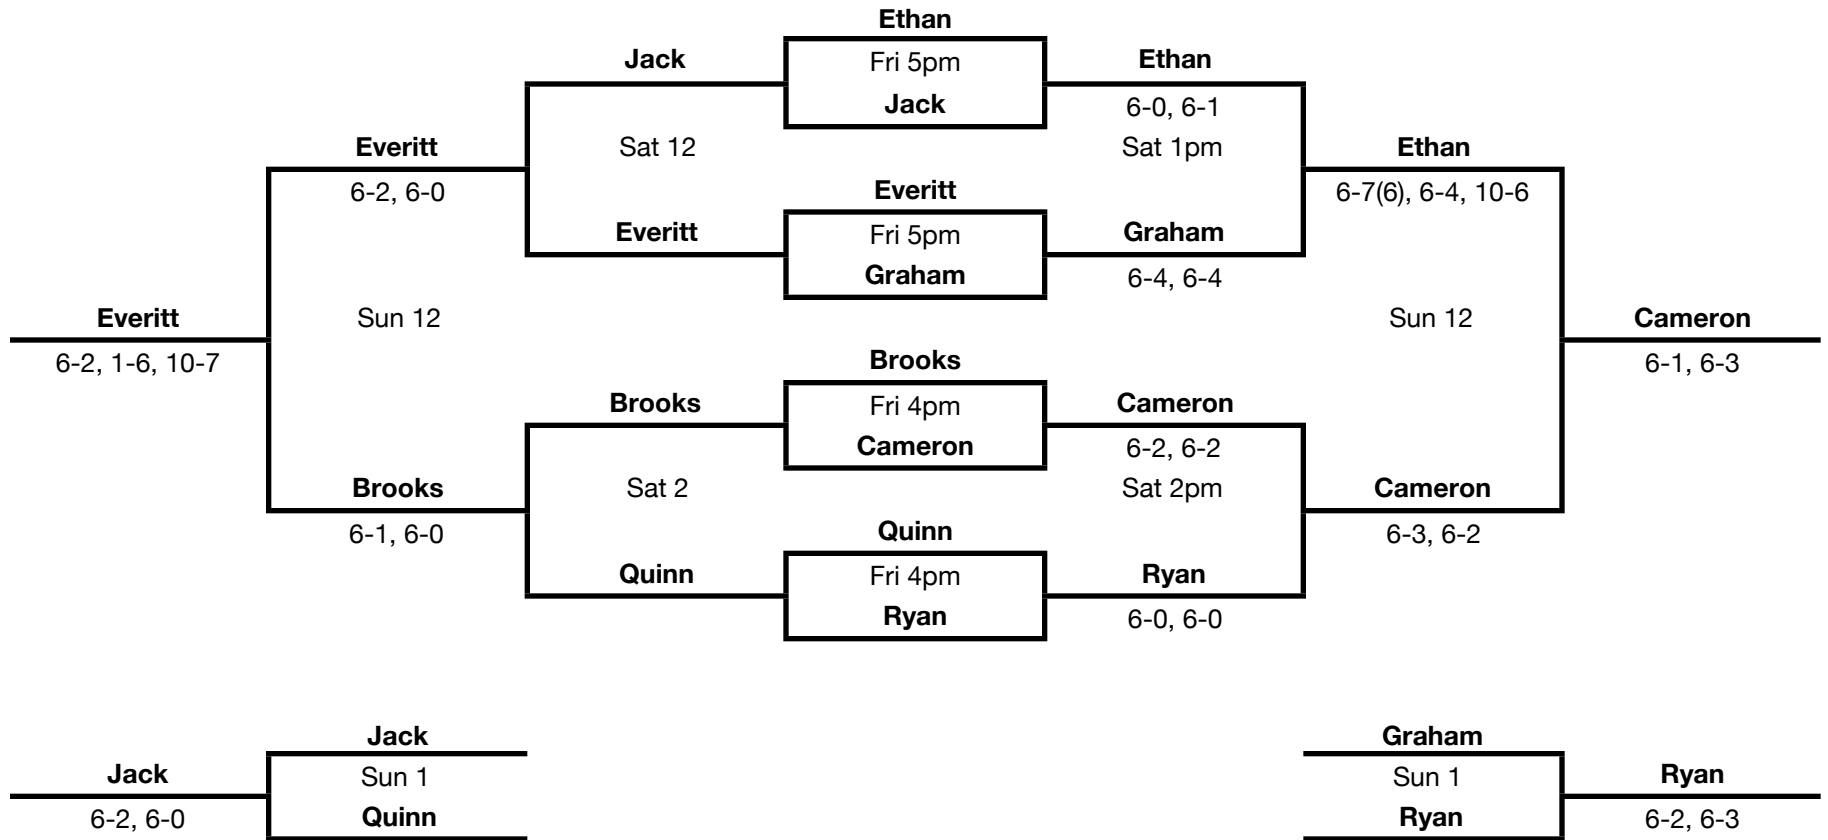 Ethan
Jack
Fri 5pm
Ethan
Jack
6-0, 6-1
Everitt
Sat 12
Sat 1pm
Ethan
6-2, 6-0
Everitt
6-7(6), 6-4, 10-6
Everitt
Fri 5pm
Graham
Graham
6-4, 6-4
Everitt
Sun 12
Sun 12
Cameron
6-2, 1-6, 10-7
Brooks
6-1, 6-3
Brooks
Fri 4pm
Cameron
Cameron
6-2, 6-2
Brooks
Sat 2
Sat 2pm
Cameron
6-1, 6-0
Quinn
6-3, 6-2
Quinn
Fri 4pm
Ryan
Ryan
6-0, 6-0
Jack
Graham
Jack
Sun 1
Sun 1
Ryan
6-2, 6-0
Quinn
Ryan
6-2, 6-3